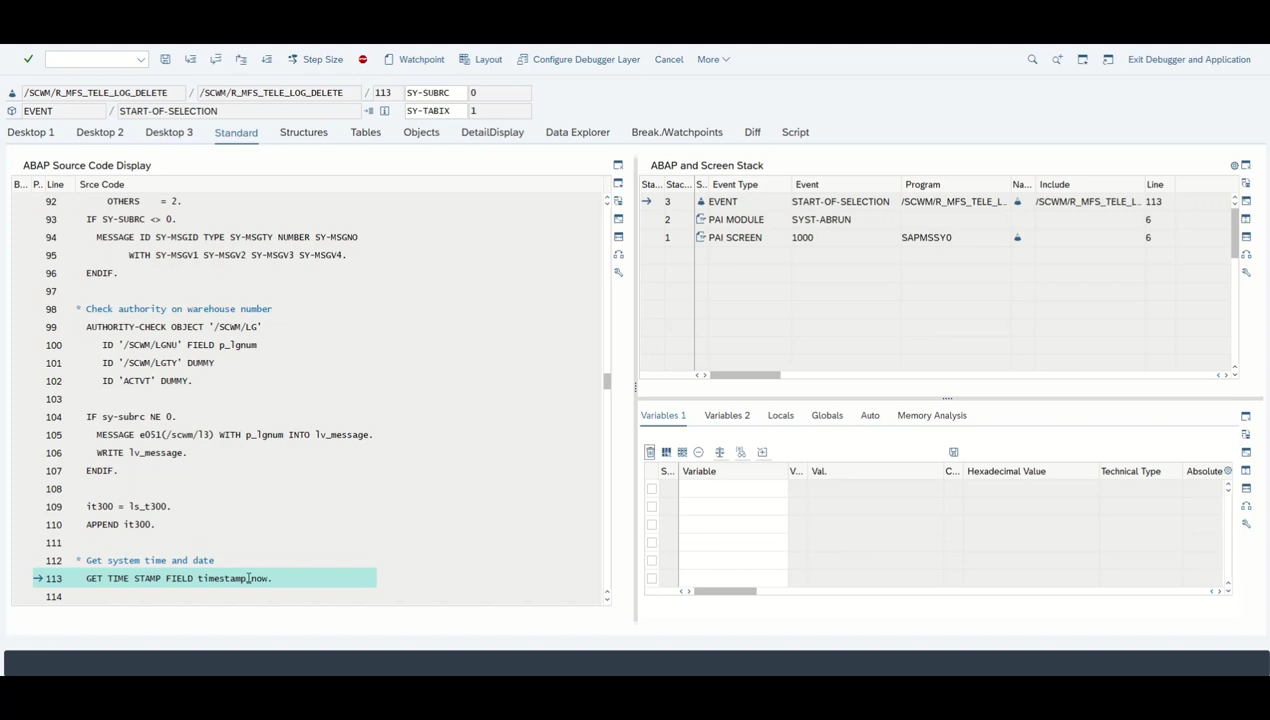 Step Size Watchpoint Layout Configure Debugger Layer Cancel More Exit Debugger and Application
/SCWM/R_MFS_TELE_LOG_DELETE / /SCWM/R_MFS_TELE_LOG_DELETE / 113 SY-SUBRC 0
EVENT / START-OF-SELECTION SY-TABIX 1
Desktop 1 Desktop 2 Desktop 3 Standard Structures Tables Objects DetailDisplay Data Explorer Break./Watchpoints Diff Script
ABAP Source Code Display
B... P.. Line Srce Code
92 OTHERS = 2.
93 IF SY-SUBRC <> 0.
94 MESSAGE ID SY-MSGID TYPE SY-MSGTY NUMBER SY-MSGNO
95 WITH SY-MSGV1 SY-MSGV2 SY-MSGV3 SY-MSGV4.
96 ENDIF.
97
98 * Check authority on warehouse number
99 AUTHORITY-CHECK OBJECT '/SCWM/LG'
100 ID '/SCWM/LGNU' FIELD p_lgnum
101 ID '/SCWM/LGTY' DUMMY
102 ID 'ACTVT' DUMMY.
103
104 IF sy-subrc NE 0.
105 MESSAGE e051(/scwm/l3) WITH p_lgnum INTO lv_message.
106 WRITE lv_message.
107 ENDIF.
108
109 it300 = ls_t300.
110 APPEND it300.
111
112 * Get system time and date
113 GET TIME STAMP FIELD timestamp_now.
114
ABAP and Screen Stack
Sta... Stac... S.. Event Type Event Program Na... Include Line
3 EVENT START-OF-SELECTION /SCWM/R_MFS_TELE_L... /SCWM/R_MFS_TELE_L... 113
2 PAI MODULE SYST-ABRUN 6
1 PAI SCREEN 1000 SAPMSSY0 6
Variables 1 Variables 2 Locals Globals Auto Memory Analysis
S... Variable V... Val. C... Hexadecimal Value Technical Type Absolute